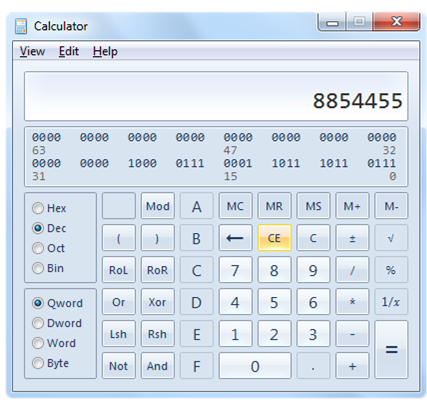 Calculator
View Edit Help
8854455
0000 0000 0000 0000 0000 0000 0000 0000
63 47 32
0000 0000 1000 0111 0001 1011 1011 0111
31 15 0
Hex Mod A MC MR MS M+ M-
Dec ( ) B ← CE C ± √
Oct
Bin RoL RoR C 7 8 9 / %
Qword Or Xor D 4 5 6 * 1/x
Dword
Word Lsh Rsh E 1 2 3 - =
Byte Not And F 0 . +